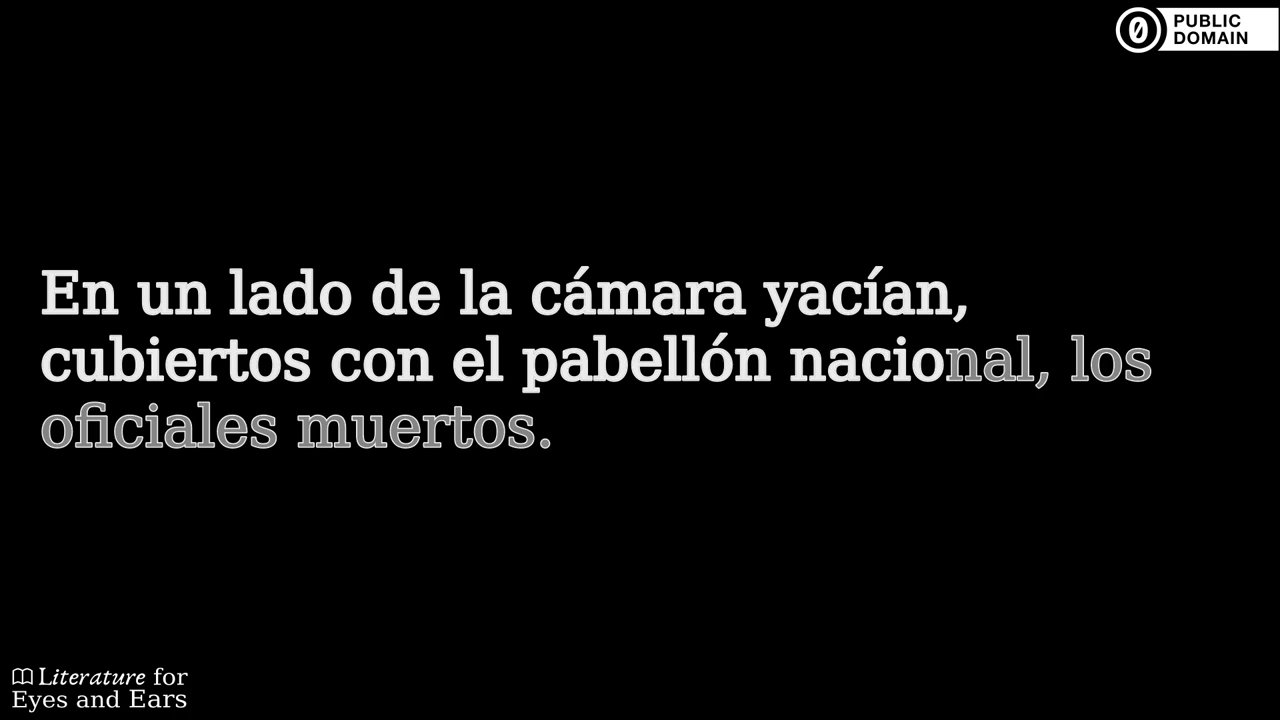 PUBLIC
DOMAIN
En un lado de la cámara yacían,
cubiertos con el pabellón nacional, los
oficiales muertos.
Literature for
Eyes and Ears